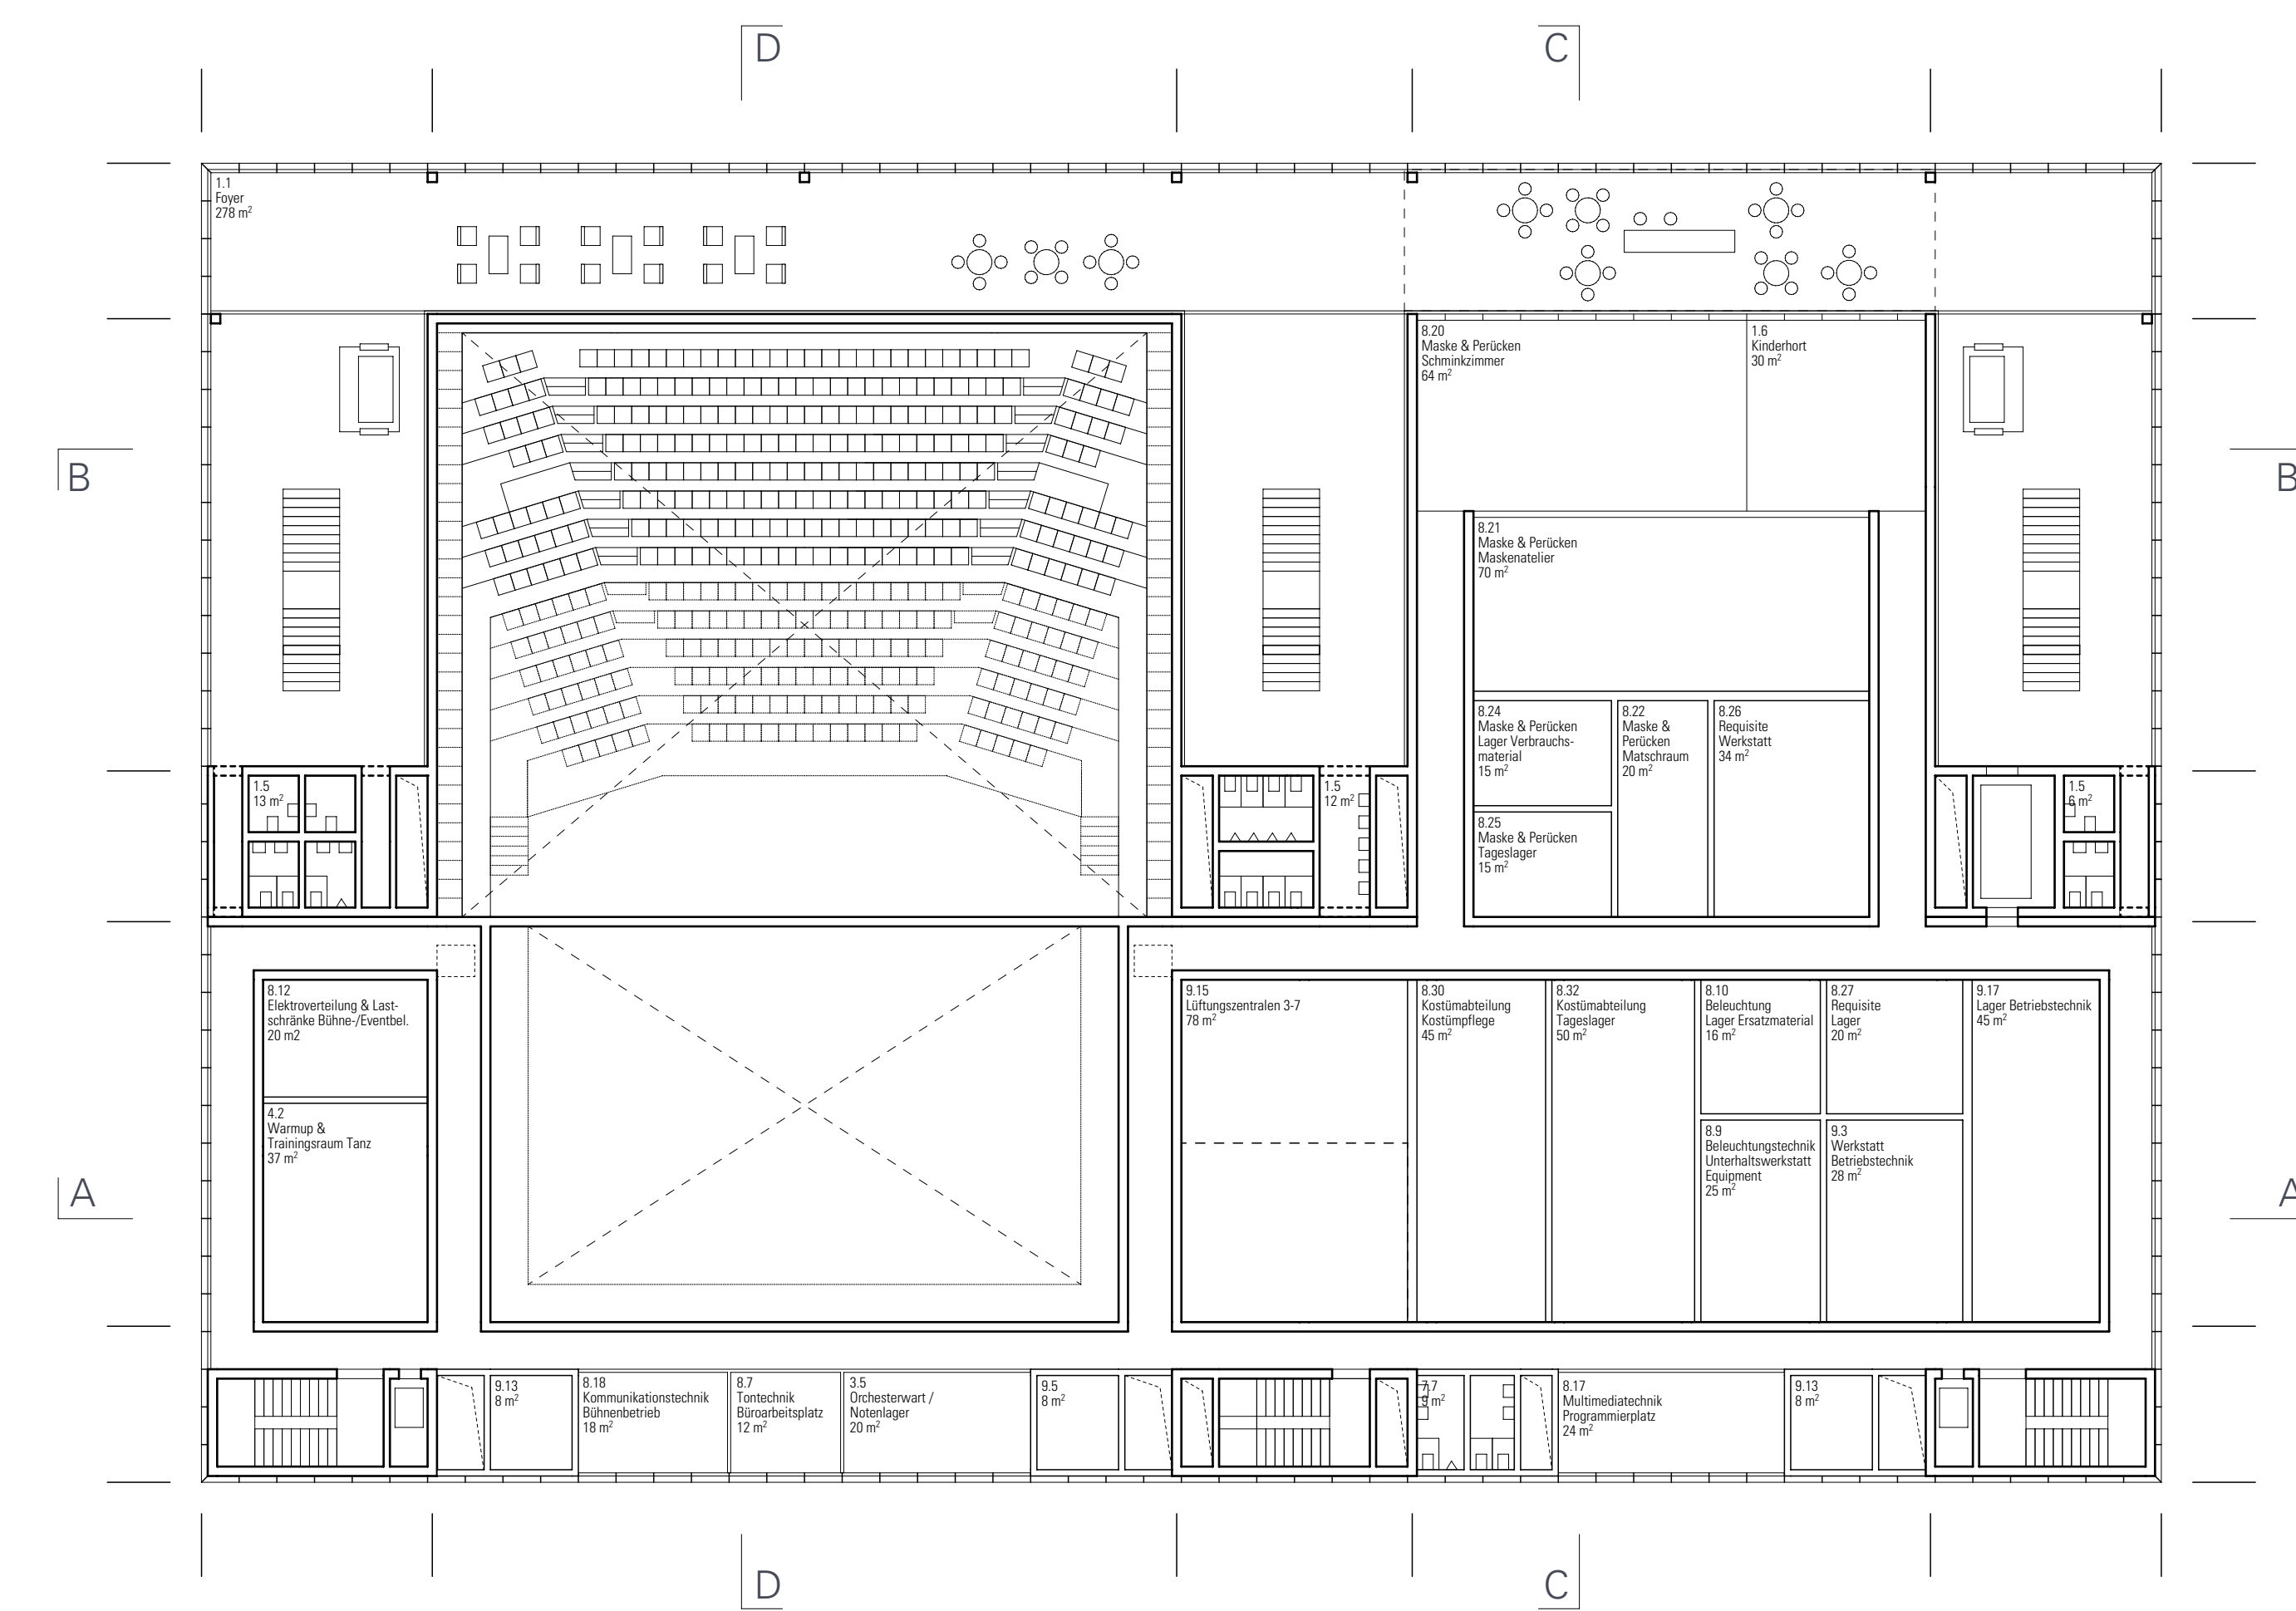 D
C
1.1
Foyer
278 m²
8.20
Maske & Perücken
Schminkzimmer
64 m²
1.6
Kinderhort
30 m²
B
B
8.21
Maske & Perücken
Maskenatelier
70 m²
8.24
Maske & Perücken
Lager Verbrauchs-
material
15 m²
8.22
Maske &
Perücken
Matschraum
20 m²
8.26
Requisite
Werkstatt
34 m²
1.5
13 m²
1.5
12 m²
1.5
6 m²
8.25
Maske & Perücken
Tageslager
15 m²
8.12
Elektroverteilung & Last-
schränke Bühne-/Eventbel.
20 m2
9.15
Lüftungszentralen 3-7
78 m²
8.30
Kostümabteilung
Kostümpflege
45 m²
8.32
Kostümabteilung
Tageslager
50 m²
8.10
Beleuchtung
Lager Ersatzmaterial
16 m²
8.27
Requisite
Lager
20 m²
9.17
Lager Betriebstechnik
45 m²
4.2
Warmup &
Trainingsraum Tanz
37 m²
8.9
Beleuchtungstechnik
Unterhaltswerkstatt
Equipment
25 m²
9.3
Werkstatt
Betriebstechnik
28 m²
A
A
9.13
8 m²
8.18
Kommunikationstechnik
Bühnenbetrieb
18 m²
8.7
Tontechnik
Büroarbeitsplatz
12 m²
3.5
Orchesterwart /
Notenlager
20 m²
9.5
8 m²
7.7
9 m²
8.17
Multimediatechnik
Programmierplatz
24 m²
9.13
8 m²
D
C